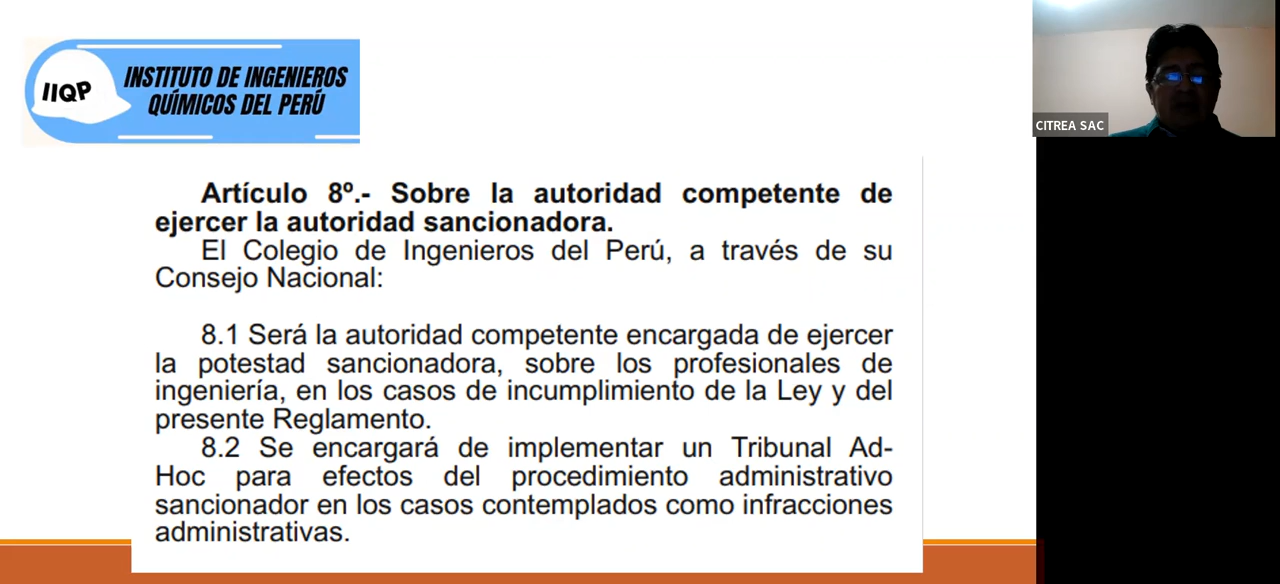 IIQP
INSTITUTO DE INGENIEROS
QUÍMICOS DEL PERÚ
CITREA SAC
Artículo 8º.- Sobre la autoridad competente de
ejercer la autoridad sancionadora.
El Colegio de Ingenieros del Perú, a través de su
Consejo Nacional:
8.1 Será la autoridad competente encargada de ejercer
la potestad sancionadora, sobre los profesionales de
ingeniería, en los casos de incumplimiento de la Ley y del
presente Reglamento.
8.2 Se encargará de implementar un Tribunal Ad-
Hoc para efectos del procedimiento administrativo
sancionador en los casos contemplados como infracciones
administrativas.